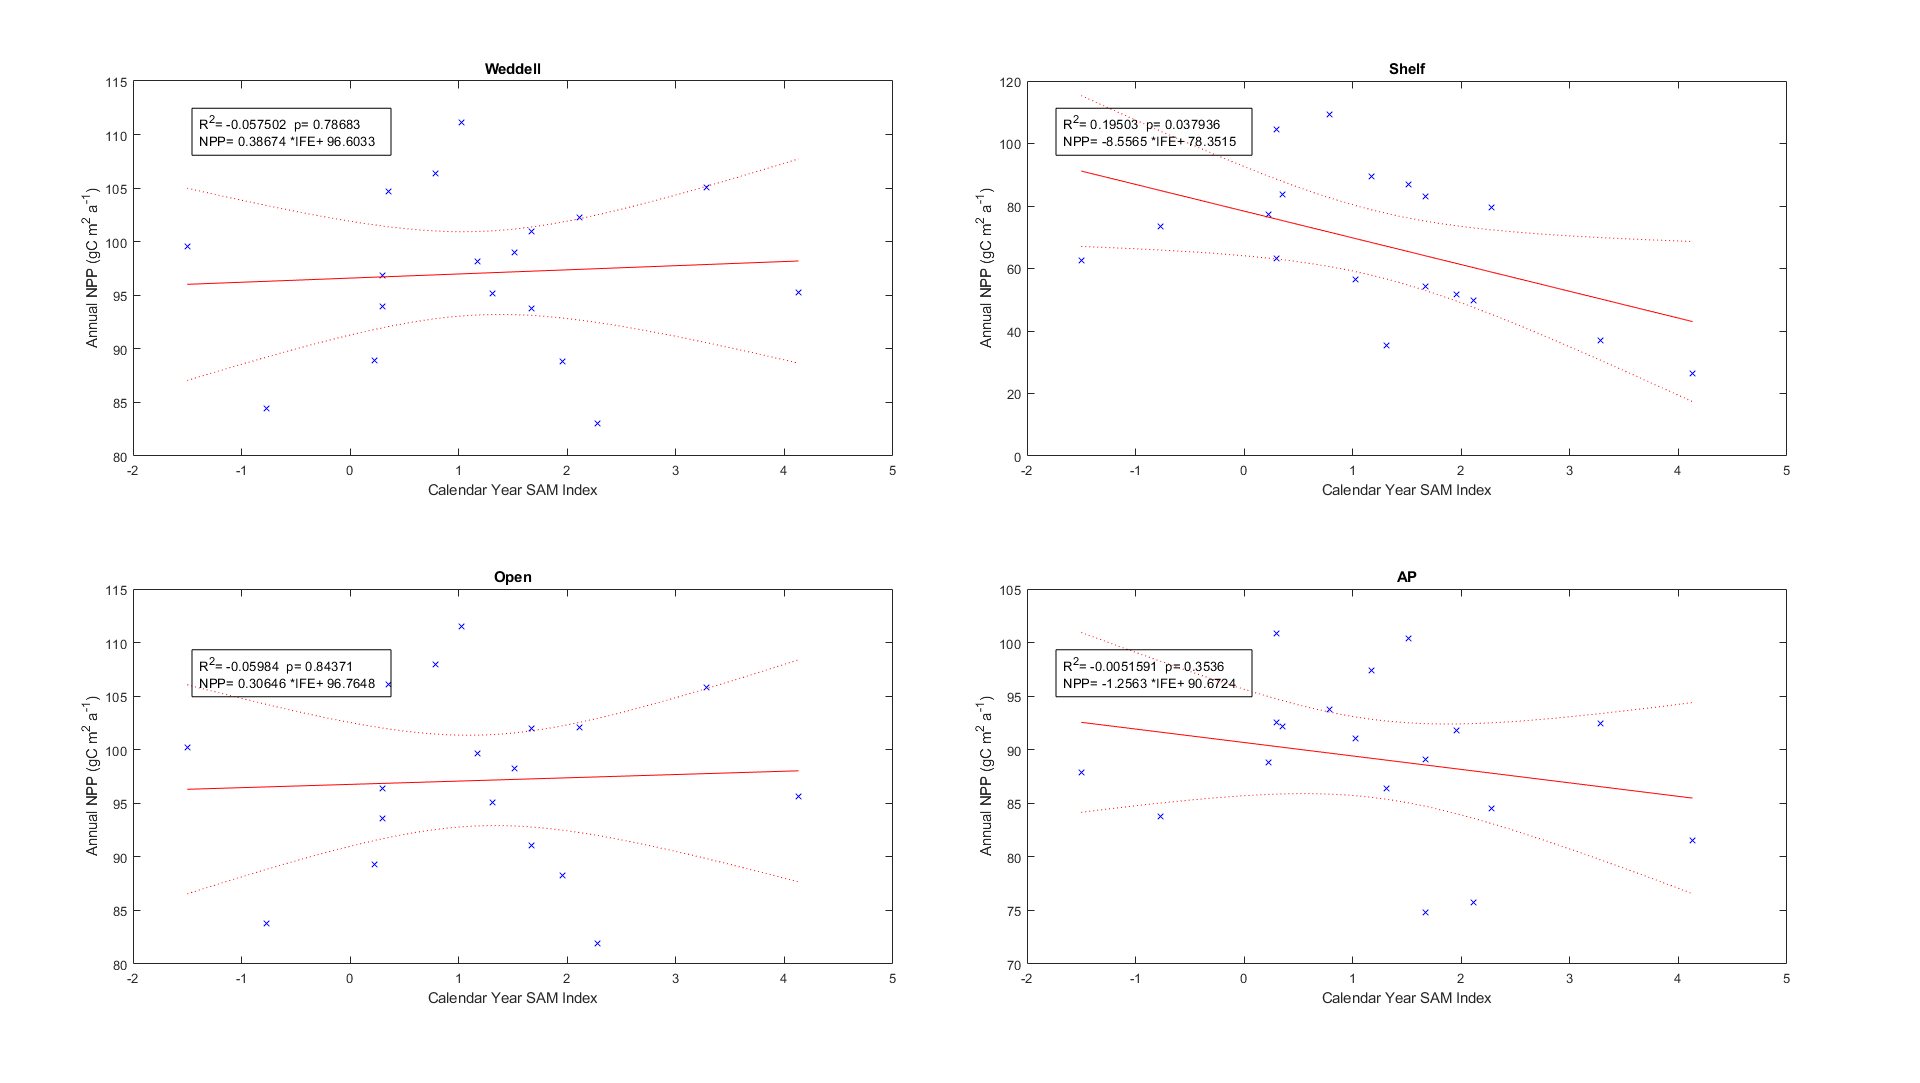 Weddell
115
110
105
100
95
90
85
80
Annual NPP (gC m2 a-1)
R2= -0.057502 p= 0.78683
NPP= 0.38674 *IFE+ 96.6033
-2 -1 0 1 2 3 4 5
Calendar Year SAM Index
Shelf
120
100
80
60
40
20
0
Annual NPP (gC m2 a-1)
R2= 0.19503 p= 0.037936
NPP= -8.5565 *IFE+ 78.3515
-2 -1 0 1 2 3 4 5
Calendar Year SAM Index
Open
115
110
105
100
95
90
85
80
Annual NPP (gC m2 a-1)
R2= -0.05984 p= 0.84371
NPP= 0.30646 *IFE+ 96.7648
-2 -1 0 1 2 3 4 5
Calendar Year SAM Index
AP
105
100
95
90
85
80
75
70
Annual NPP (gC m2 a-1)
R2= -0.0051591 p= 0.3536
NPP= -1.2563 *IFE+ 90.6724
-2 -1 0 1 2 3 4 5
Calendar Year SAM Index